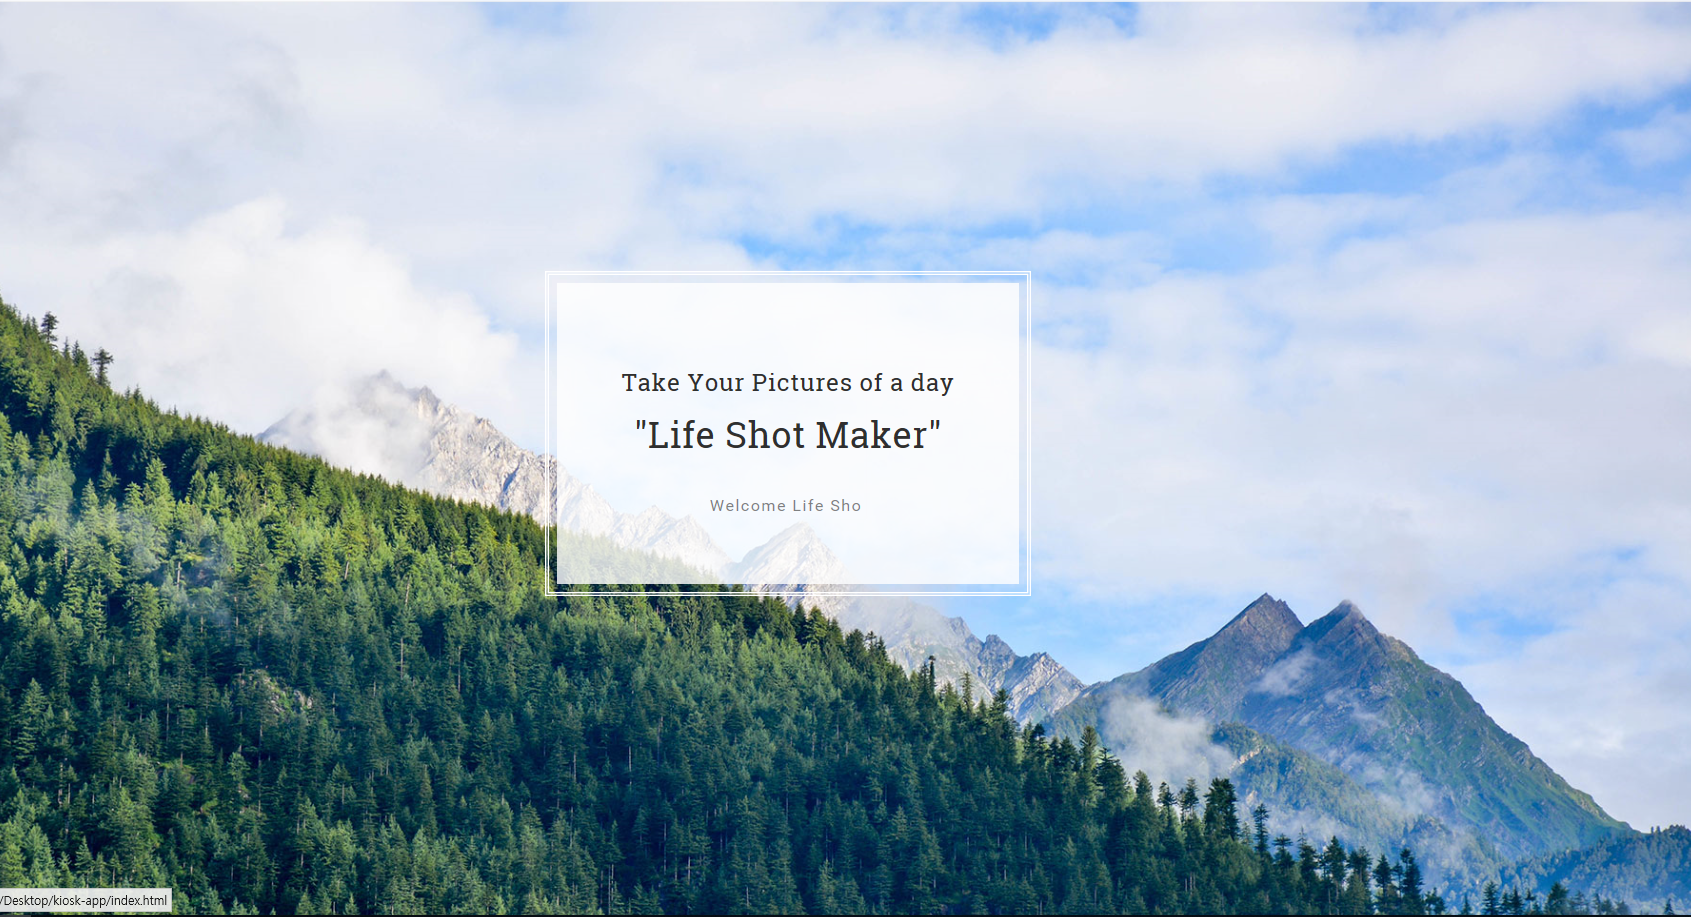 Take Your Pictures of a day
"Life Shot Maker"
Welcome Life Sho
/Desktop/kiosk-app/index.html